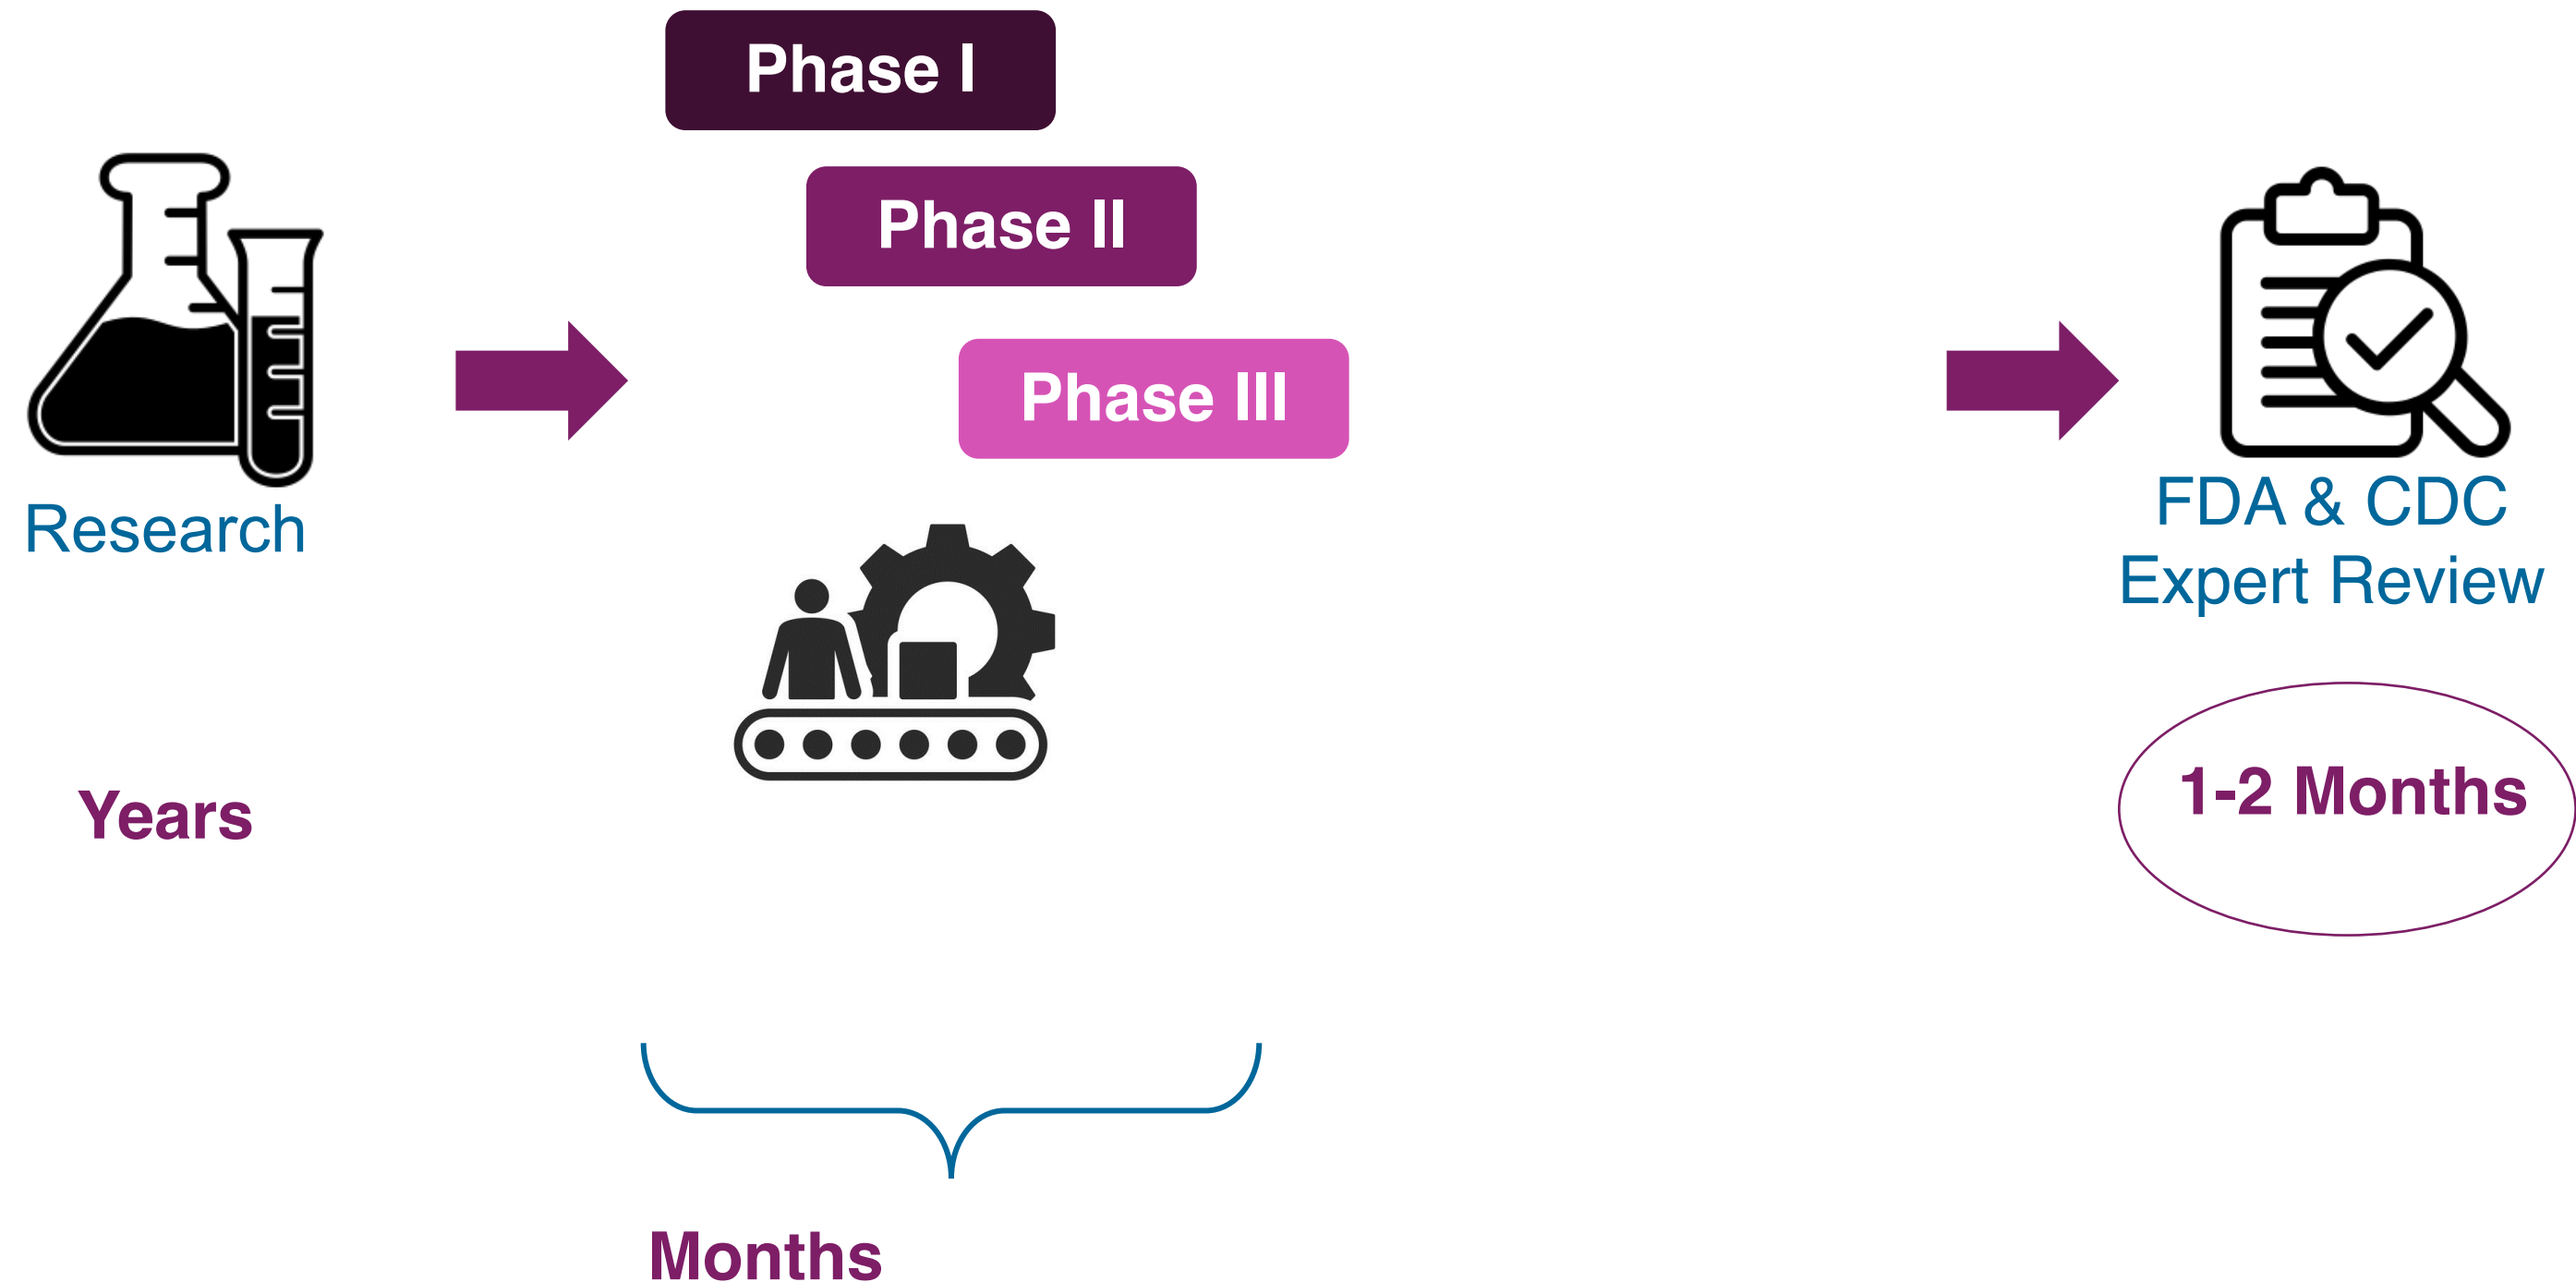 Phase I
Phase II
Phase III
Research
FDA & CDC
Expert Review
Years
1-2 Months
Months